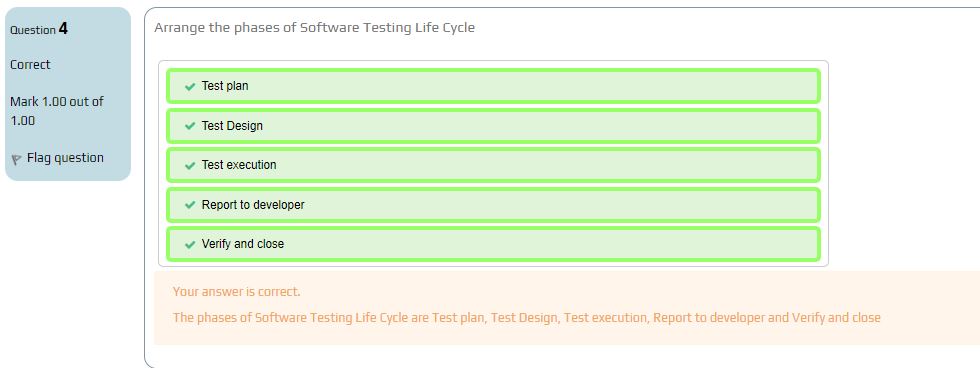 Question 4
Correct
Mark 1.00 out of
1.00
Flag question
Arrange the phases of Software Testing Life Cycle
Test plan
Test Design
Test execution
Report to developer
Verify and close
Your answer is correct.
The phases of Software Testing Life Cycle are Test plan, Test Design, Test execution, Report to developer and Verify and close